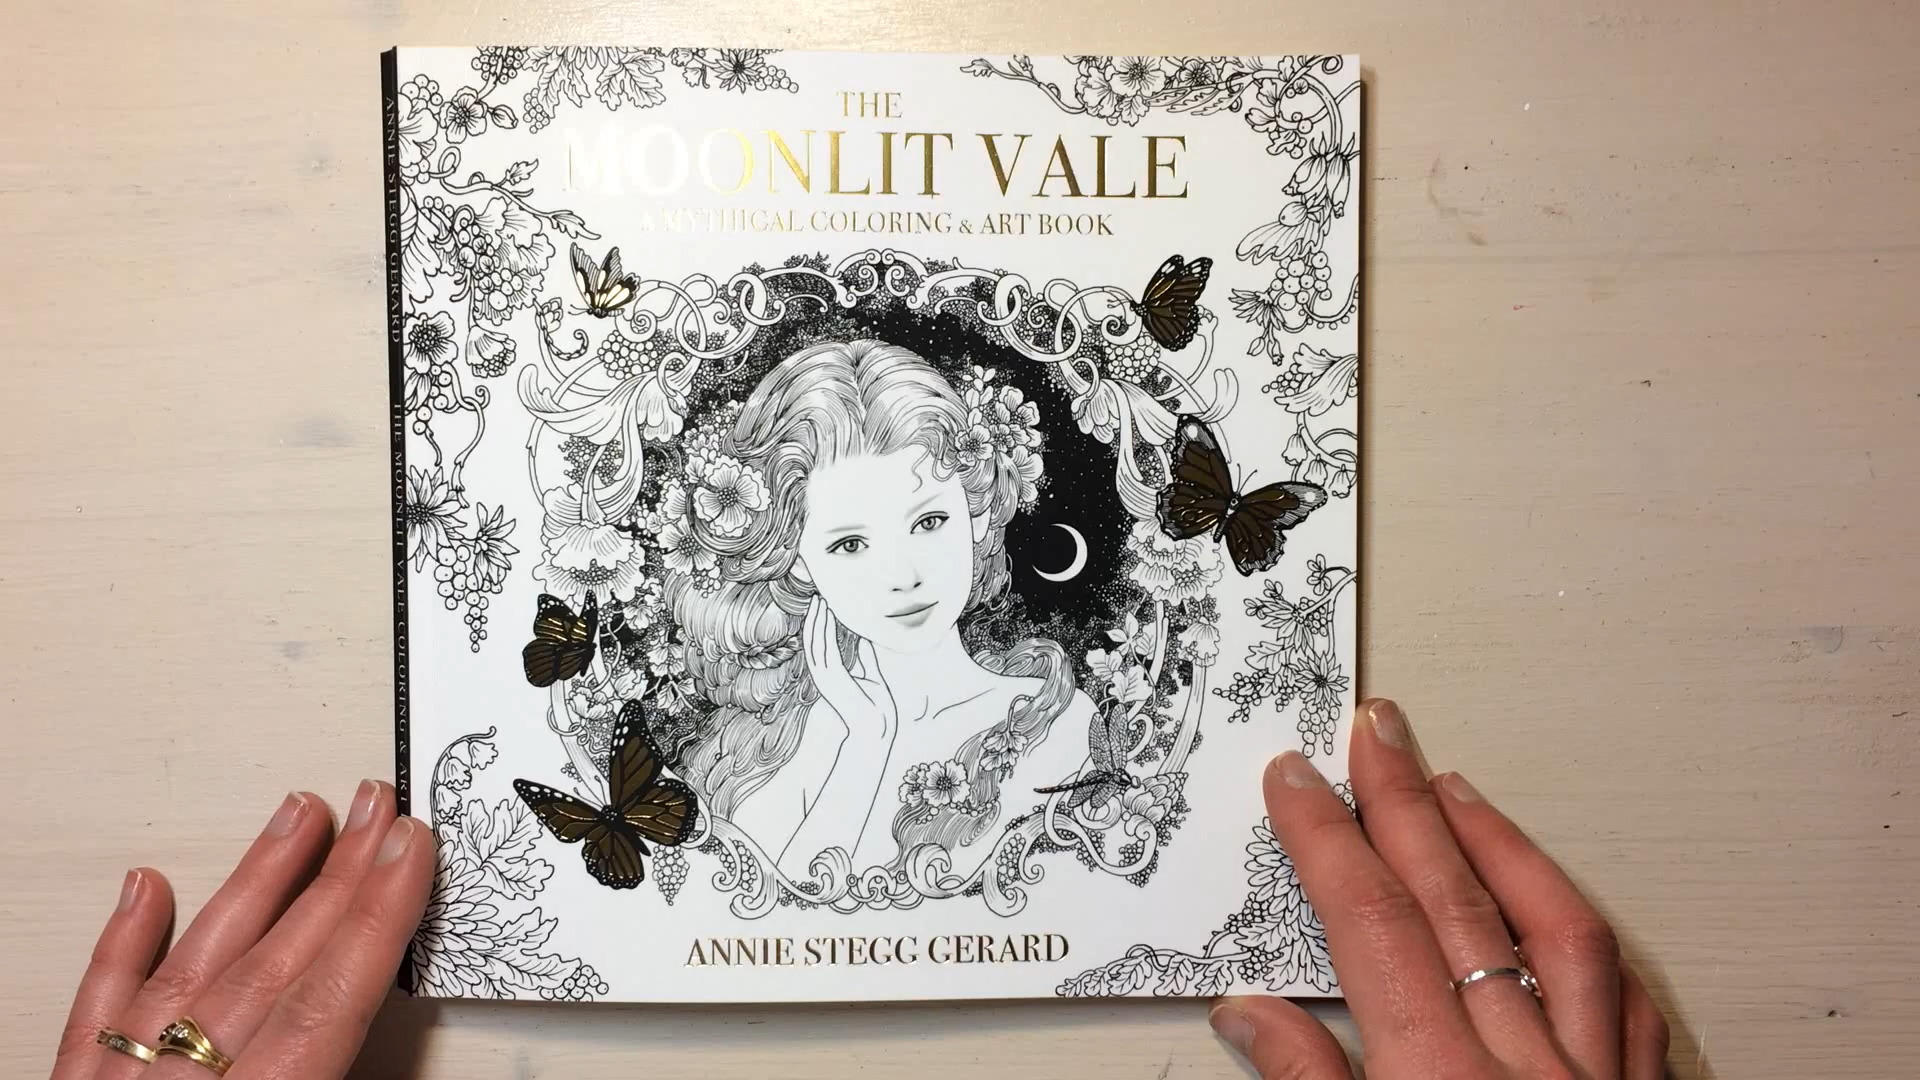 THE
MOONLIT VALE
A MYTHICAL COLORING & ART BOOK
ANNIE STEGG GERARD
ANNIE STEGG GERARD THE MOONLIT VALE COLORING & ART